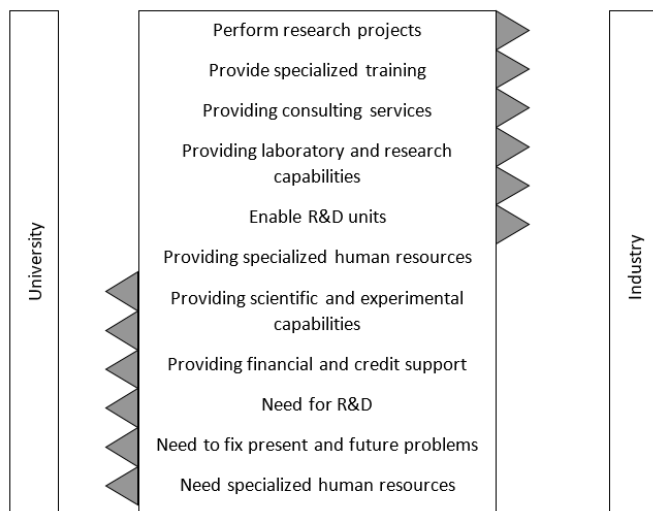 University
Perform research projects
Provide specialized training
Providing consulting services
Providing laboratory and research
capabilities
Enable R&D units
Providing specialized human resources
Providing scientific and experimental
capabilities
Providing financial and credit support
Need for R&D
Need to fix present and future problems
Need specialized human resources
Industry